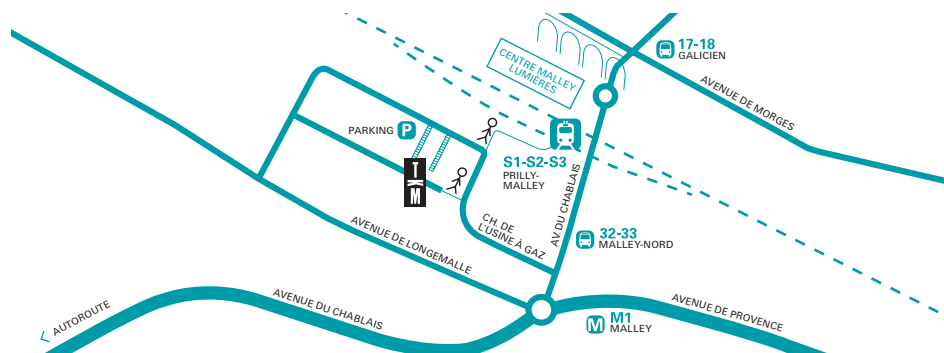 17-18
GALICIEN
AVENUE DE MORGES
CENTRE MALLEY
LUMIÈRES
PARKING P
S1-S2-S3
PRILLY-
MALLEY
TKM
AV. DU CHABLAIS
CH. DE
L'USINE À GAZ
32-33
MALLEY-NORD
AVENUE DE LONGEMALLE
AUTOROUTE
AVENUE DU CHABLAIS
AVENUE DE PROVENCE
M M1
MALLEY